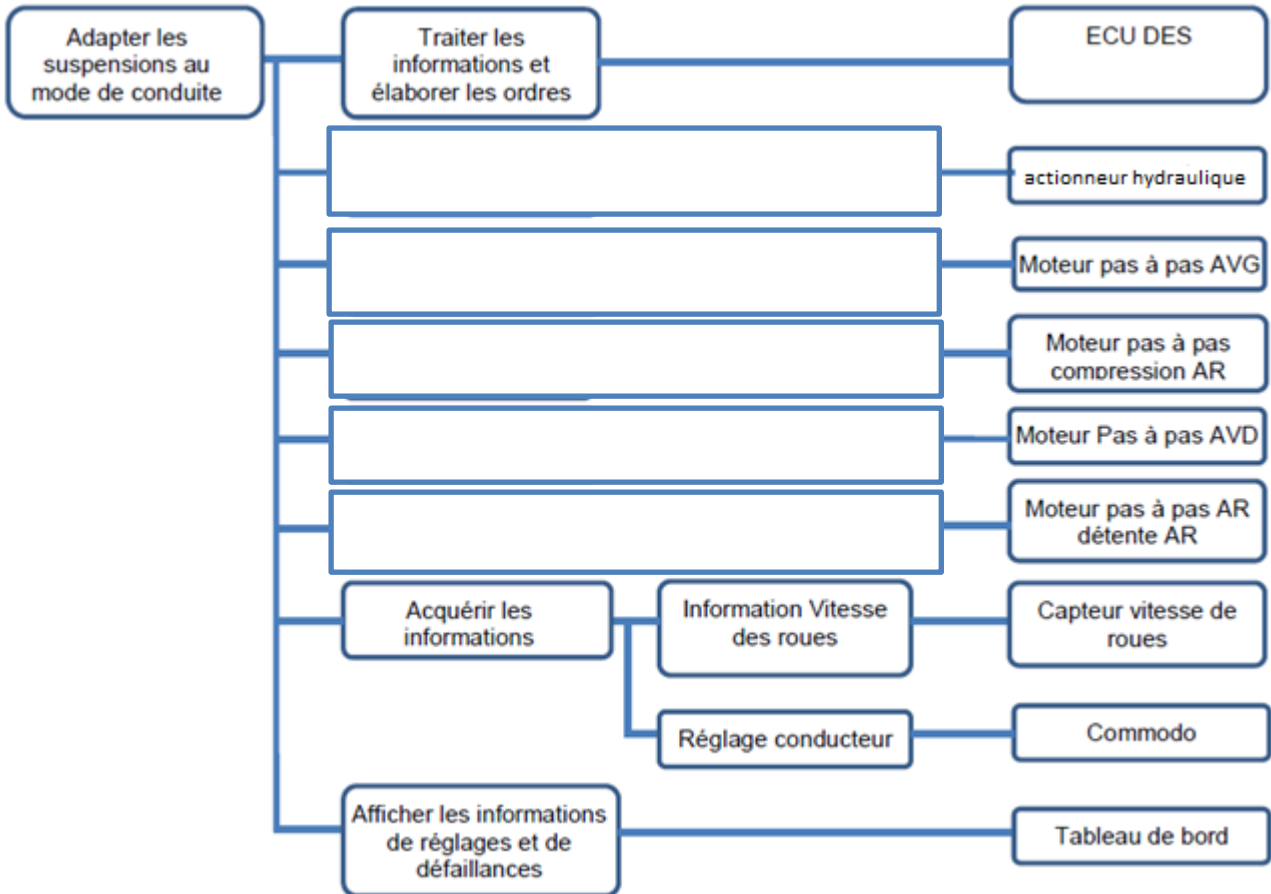 Adapter les
suspensions au
mode de conduite
Traiter les
informations et
élaborer les ordres
ECU DES
actionneur hydraulique
Moteur pas à pas AVG
Moteur pas à pas
compression AR
Moteur Pas à pas AVD
Moteur pas à pas AR
détente AR
Acquérir les
informations
Information Vitesse
des roues
Capteur vitesse de
roues
Réglage conducteur
Commodo
Afficher les informations
de réglages et de
défaillances
Tableau de bord